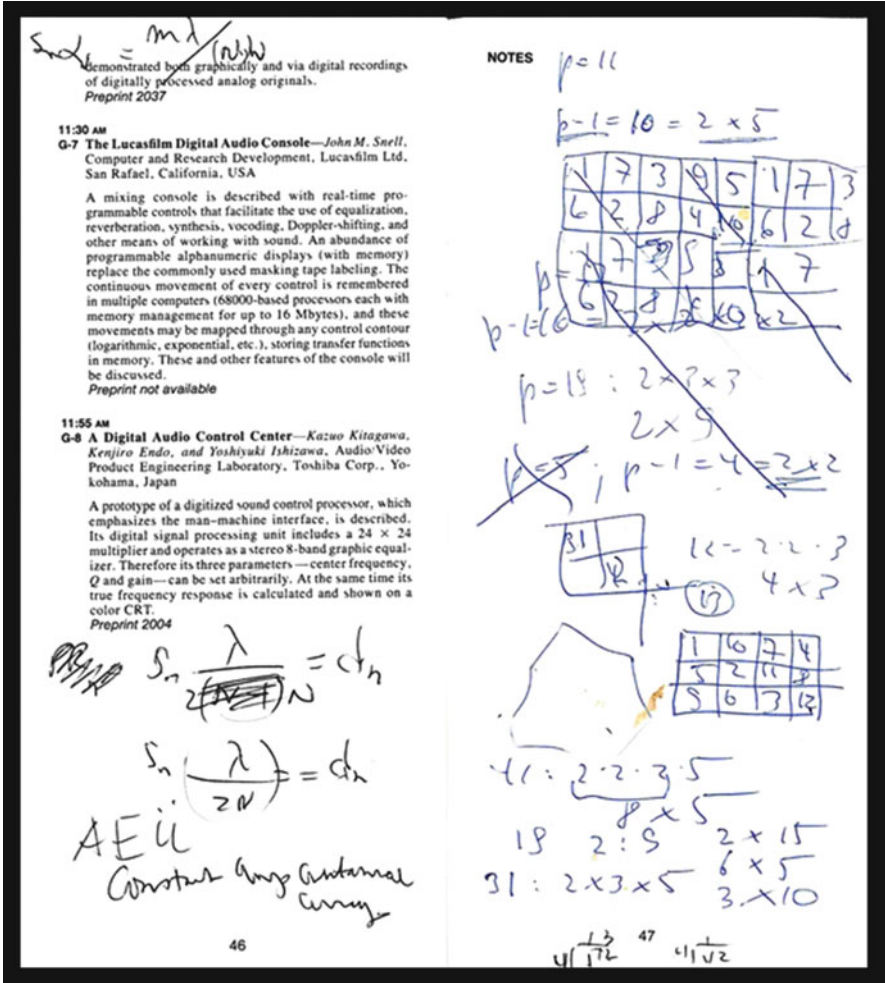 demonstrated both graphically and via digital recordings
of digitally processed analog originals.
Preprint 2037
11:30 AM
G-7 The Lucasfilm Digital Audio Console—John M. Snell,
Computer and Research Development, Lucasfilm Ltd,
San Rafael, California, USA
A mixing console is described with real-time pro-
grammable controls that facilitate the use of equalization,
reverberation, synthesis, vocoding, Doppler-shifting, and
other means of working with sound. An abundance of
programmable alphanumeric displays (with memory)
replace the commonly used masking tape labeling. The
continuous movement of every control is remembered
in multiple computers (68000-based processors each with
memory management for up to 16 Mbytes), and these
movements may be mapped through any control contour
(logarithmic, exponential, etc.), storing transfer functions
in memory. These and other features of the console will
be discussed.
Preprint not available
11:55 AM
G-8 A Digital Audio Control Center—Kazuo Kitagawa,
Kenjiro Endo, and Yoshiyuki Ishizawa, Audio/Video
Product Engineering Laboratory, Toshiba Corp., Yo-
kohama, Japan
A prototype of a digitized sound control processor, which
emphasizes the man-machine interface, is described.
Its digital signal processing unit includes a 24 × 24
multiplier and operates as a stereo 8-band graphic equal-
izer. Therefore its three parameters—center frequency,
Q and gain—can be set arbitrarily. At the same time its
true frequency response is calculated and shown on a
color CRT.
Preprint 2004
Constant
46
NOTES
p=11
p-1=10=2×5
1 7 3 9 5 1 7 3
6 2 8 4 10 6 2 8
p=19: 2×3×3
2×9
; p-1=4=2×2
12=2·2·3
4×3
13
1 10 7 4
5 2 11 8
9 6 3 12
8×5
2×15
31: 2×3×5 6×5
3×10
47